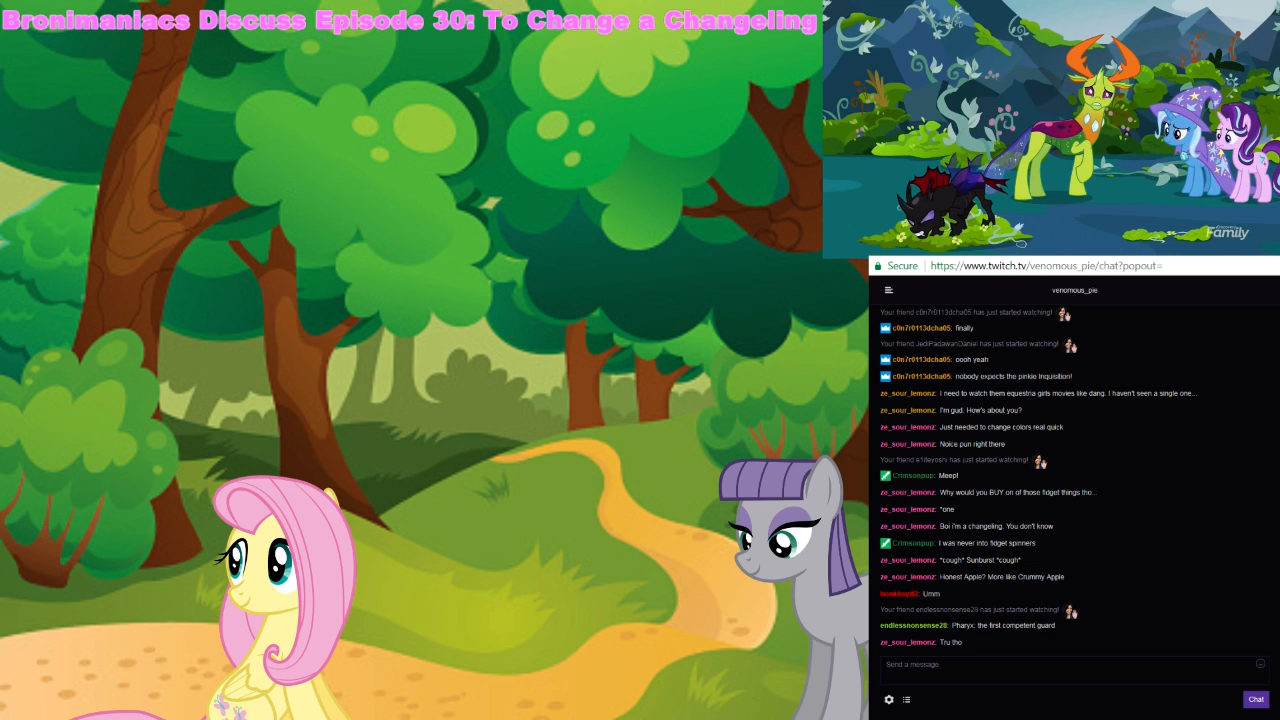 Bronimaniacs Discuss Episode 30: To Change a Changeling
Family
Secure | https://www.twitch.tv/venomous_pie/chat?popout=
venomous_pie
Your friend c0n7r0113dcha05 has just started watching!
c0n7r0113dcha05: finally
Your friend JediPadawanDaniel has just started watching!
c0n7r0113dcha05: oooh yeah
c0n7r0113dcha05: nobody expects the pinkie Inquisition!
ze_sour_lemonz: I need to watch them equestria girls movies like dang. I haven't seen a single one...
ze_sour_lemonz: I'm gud. How's about you?
ze_sour_lemonz: Just needed to change colors real quick
ze_sour_lemonz: Noice pun right there
Your friend e1iteyoshi has just started watching!
Crimsonpup: Meep!
ze_sour_lemonz: Why would you BUY on of those fidget things tho...
ze_sour_lemonz: *one
ze_sour_lemonz: Boi i'm a changeling. You don't know
Crimsonpup: I was never into fidget spinners
ze_sour_lemonz: *cough* Sunburst *cough*
ze_sour_lemonz: Honest Apple? More like Crummy Apple
Umm
Your friend endlessnonsense28 has just started watching!
endlessnonsense28: Pharyx: the first competent guard
ze_sour_lemonz: Tru tho
Send a message
Chat